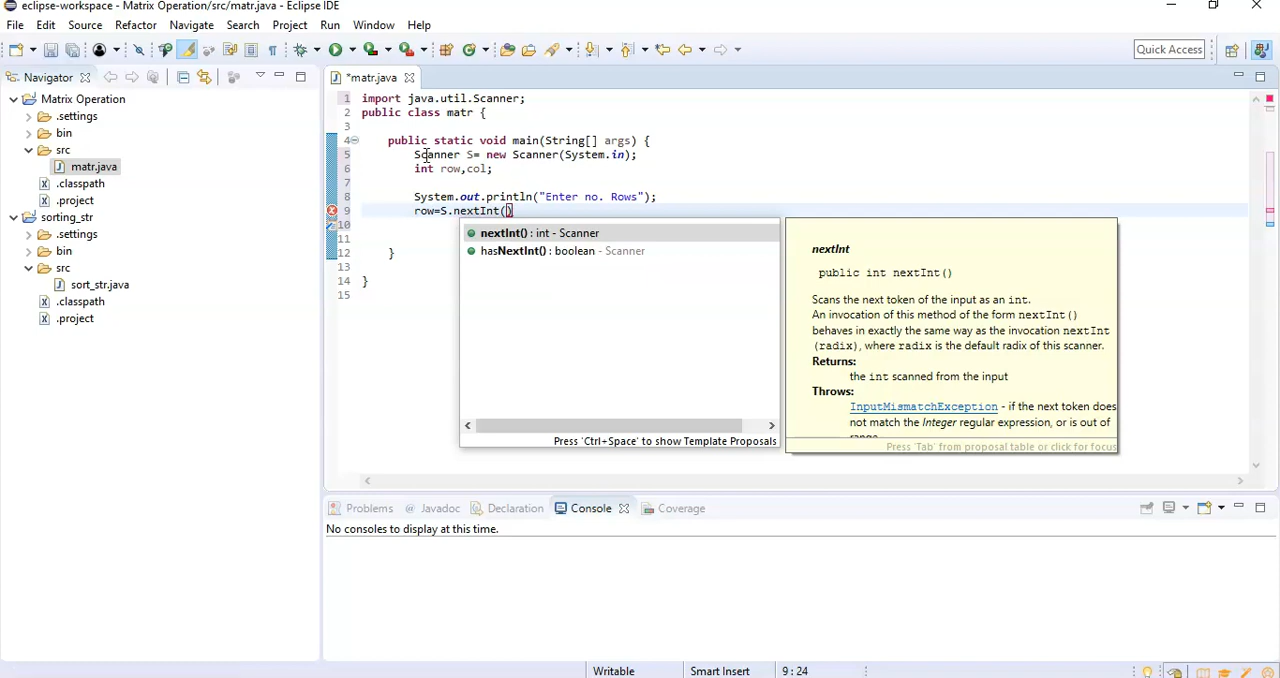 eclipse-workspace - Matrix Operation/src/matr.java - Eclipse IDE
File Edit Source Refactor Navigate Search Project Run Window Help
Quick Access
Navigator
*matr.java
Matrix Operation
.settings
bin
src
matr.java
.classpath
.project
sorting_str
.settings
bin
src
sort_str.java
.classpath
.project
1 import java.util.Scanner;
2 public class matr {
3
4 public static void main(String[] args) {
5 Scanner S= new Scanner(System.in);
6 int row,col;
7
8 System.out.println("Enter no. Rows");
9 row=S.nextInt()
10
11
12 }
13
14 }
15
nextInt() : int - Scanner
hasNextInt() : boolean - Scanner
Press 'Ctrl+Space' to show Template Proposals
nextInt
public int nextInt()
Scans the next token of the input as an int.
An invocation of this method of the form nextInt()
behaves in exactly the same way as the invocation nextInt
(radix), where radix is the default radix of this scanner.
Returns:
the int scanned from the input
Throws:
InputMismatchException - if the next token does
not match the Integer regular expression, or is out of
Press 'Tab' from proposal table or click for focus
Problems @ Javadoc Declaration Console Coverage
No consoles to display at this time.
Writable Smart Insert 9 : 24